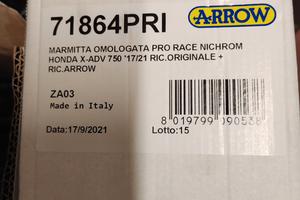 71864PRI
ARROW
MARMITTA OMOLOGATA PRO RACE NICHROM
HONDA X-ADV 750 '17/21 RIC.ORIGINALE +
RIC.ARROW
ZA03
Made in Italy
8 019799 090538
Data:17/9/2021
Lotto:15